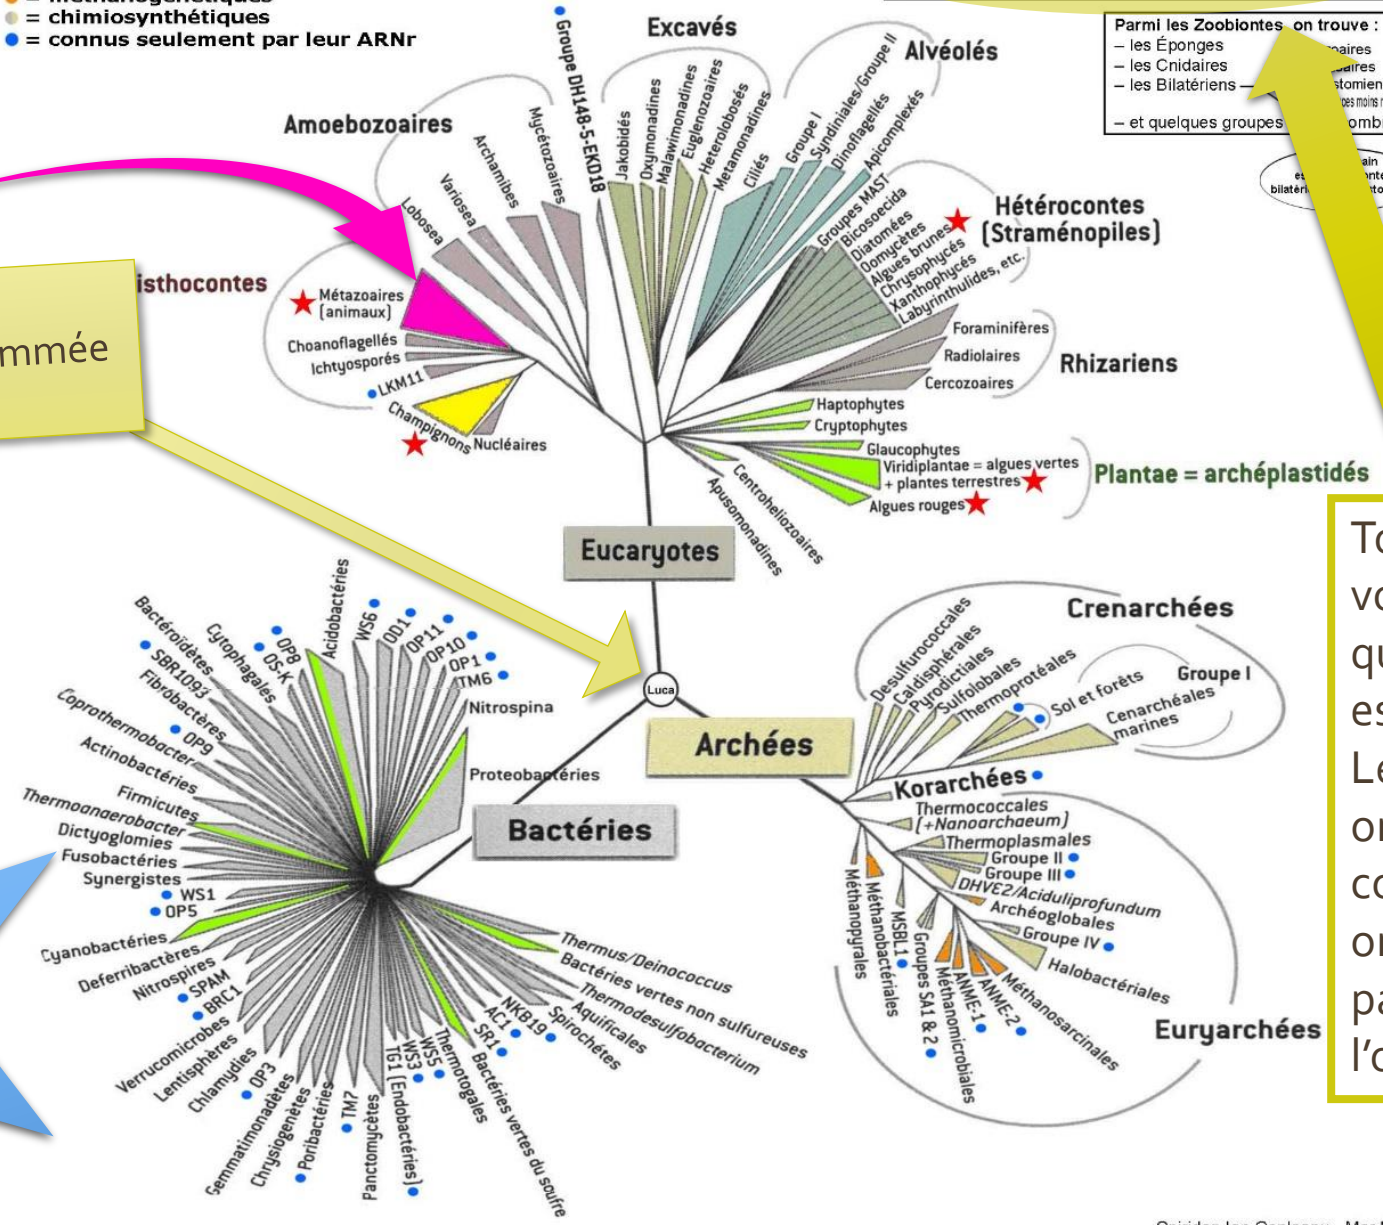 = chimiosynthétiques
= connus seulement par leur ARNr
Parmi les Zoobiontes on trouve :
– les Éponges
– les Cnidaires
– les Bilatériens
– et quelques groupes
Excavés
Alvéolés
Amoebozoaires
Hétérocontes
(Straménopiles)
Rhizariens
Plantae = archéplastidés
isthocontes
mmée
Groupe DH148-5-EKD18
Lobosea
Variosea
Archamibes
Mycétozoaires
Jakobidés
Oxymonadines
Malawimonadines
Euglenozoaires
Heterolobosés
Metamonadines
Ciliés
Groupe I
Syndiniales/Groupe II
Dinoflagellés
Apicomplexés
Groupes MAST
Bicosoecida
Diatomées
Oomycètes
Algues brunes
Chrysophycés
Xanthophycés
Labyrinthulides, etc.
Foraminifères
Radiolaires
Cercozoaires
Haptophytes
Cryptophytes
Glaucophytes
Viridiplantae = algues vertes
+ plantes terrestres
Algues rouges
Centroheliozoaires
Apusomonadines
Métazoaires
(animaux)
Choanoflagellés
Ichtyosporés
LKM11
Champignons
Nucléaires
Eucaryotes
Luca
Archées
Bactéries
Crenarchées
Desulfurococcales
Caldisphérales
Pyrodictiales
Sulfolobales
Thermoprotéales
Sol et forêts
Groupe I
Cenarchéales
marines
Korarchées
Thermococcales
(+Nanoarchaeum)
Thermoplasmales
Groupe II
Groupe III
DHVE2/Aciduliprofundum
Archéoglobales
Groupe IV
Halobactériales
Méthanosarcinales
ANME-2
ANME-1
Méthanomicrobiales
Groupes SA1 & 2
MSBL1
Méthanobactériales
Méthanopyrales
Euryarchées
Acidobactéries
WS6
OD1
OP11
OP10
OP1
TM6
Nitrospina
Proteobactéries
OP8
OS-K
Cytophagales
Bactéroïdètes
SBR1093
Fibrobactères
OP9
Coprothermobacter
Actinobactéries
Firmicutes
Thermoanaerobacter
Dictyoglomies
Fusobactéries
Synergistes
WS1
OP5
Cyanobactéries
Deferribactères
Nitrospires
SPAM
BRC1
Verrucomicrobes
Lentisphères
Chlamydies
OP3
Gemmatimonadètes
Chrysiogenètes
Poribactéries
TM7
Panctomycètes
TG1 (Endobactéries)
WS3
WS5
Thermotogales
Bactéries vertes du soufre
SR1
AC1
NKB19
Spirochètes
Aquificales
Thermodesulfobacterium
Bactéries vertes non sulfureuses
Thermus/Deinococcus